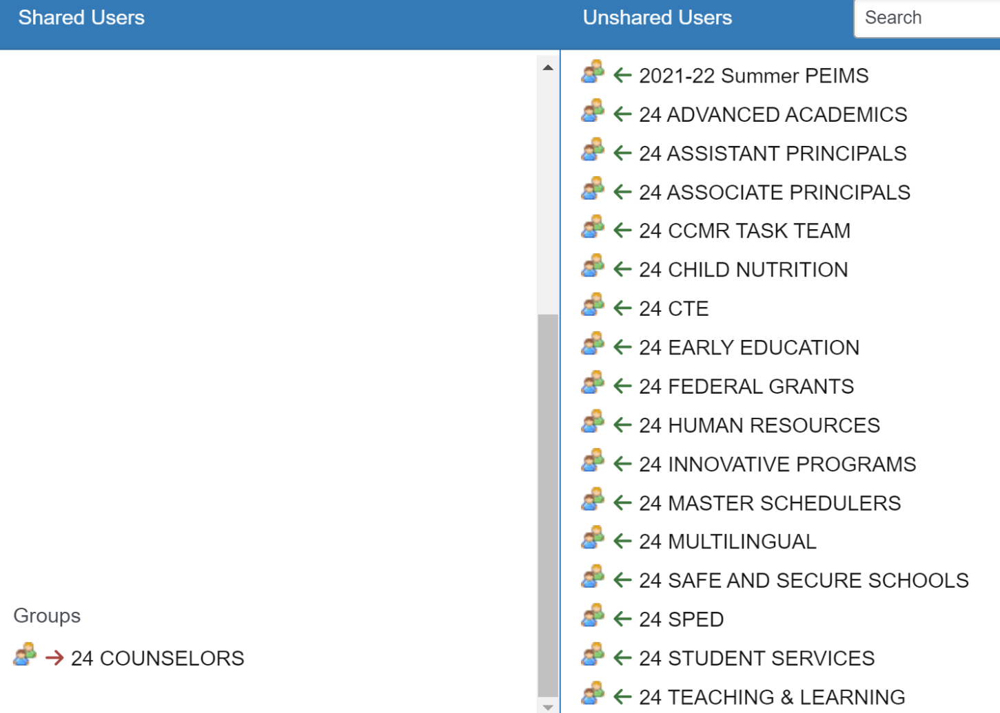 Shared Users
Unshared Users
Search
2021-22 Summer PEIMS
24 ADVANCED ACADEMICS
24 ASSISTANT PRINCIPALS
24 ASSOCIATE PRINCIPALS
24 CCMR TASK TEAM
24 CHILD NUTRITION
24 CTE
24 EARLY EDUCATION
24 FEDERAL GRANTS
24 HUMAN RESOURCES
24 INNOVATIVE PROGRAMS
24 MASTER SCHEDULERS
24 MULTILINGUAL
24 SAFE AND SECURE SCHOOLS
24 SPED
24 STUDENT SERVICES
24 TEACHING & LEARNING
Groups
24 COUNSELORS